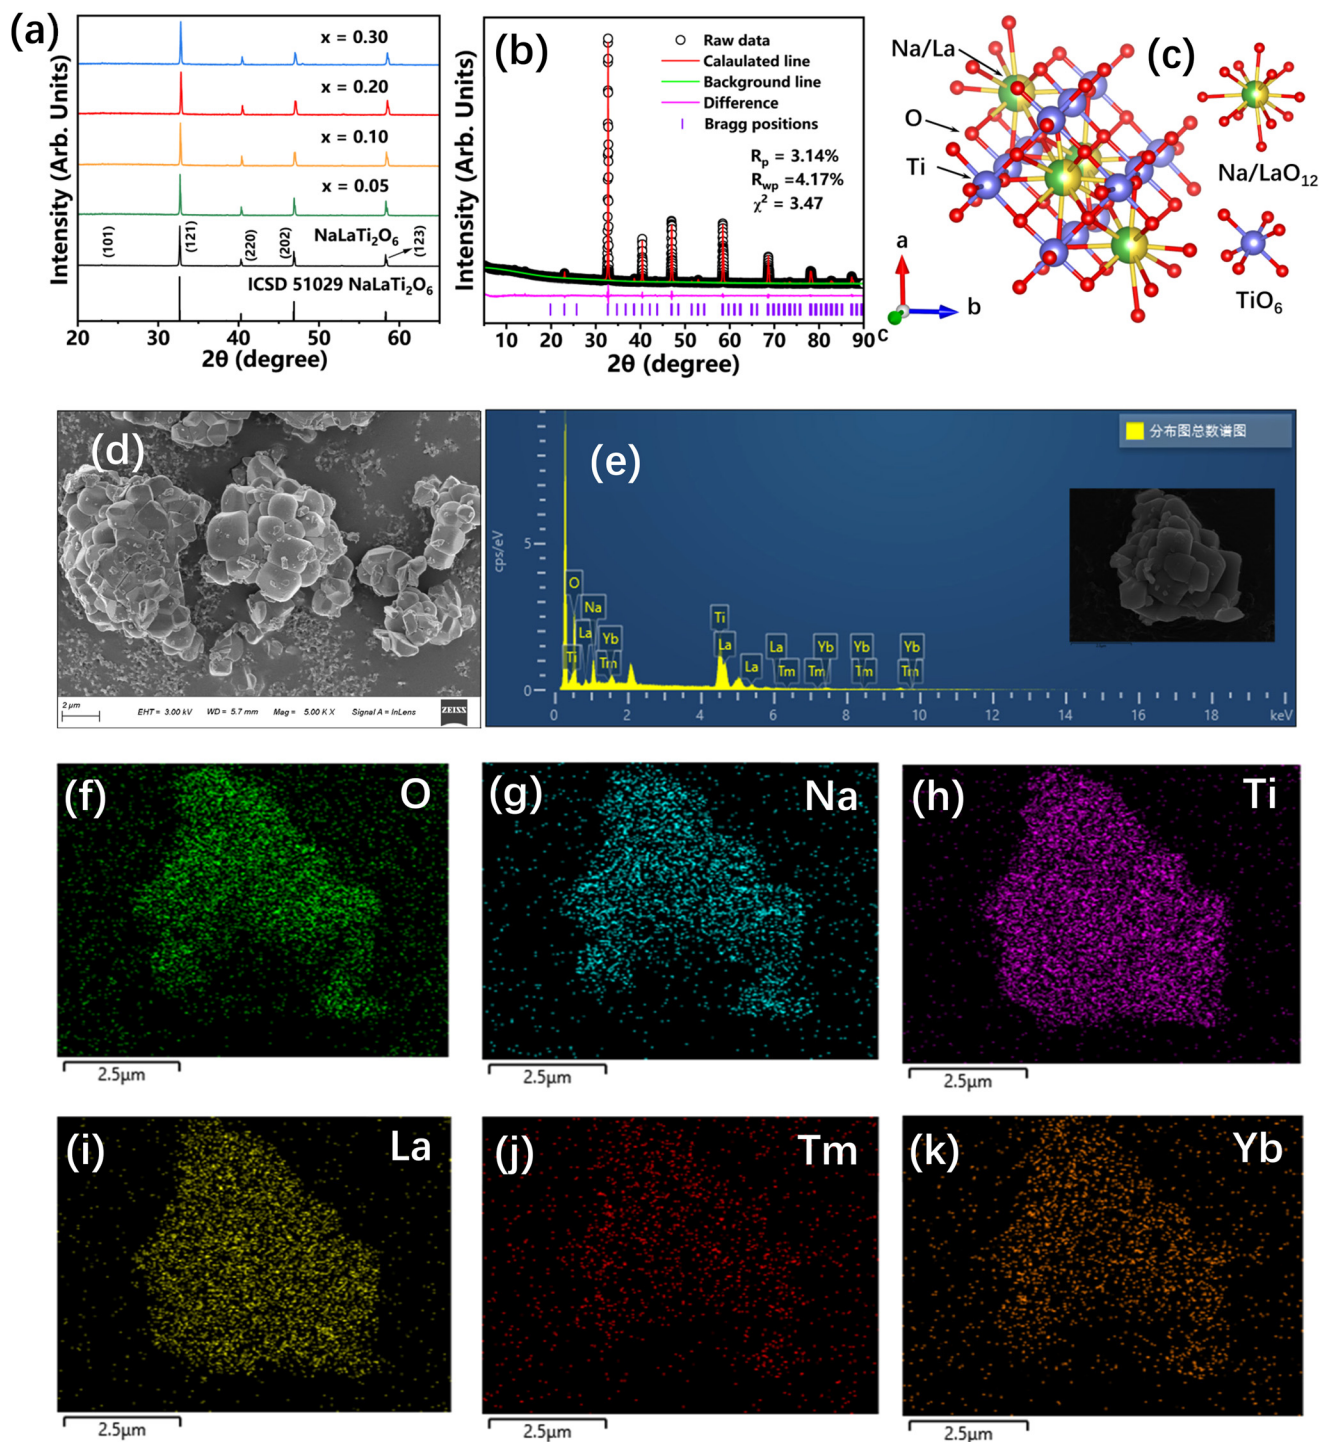 (a)
x = 0.30
x = 0.20
x = 0.10
x = 0.05
NaLaTi₂O₆
(101)
(121)
(220)
(202)
(123)
ICSD 51029 NaLaTi₂O₆
Intensity (Arb. Units)
20 30 40 50 60
2θ (degree)
(b)
Raw data
Calaulated line
Background line
Difference
Bragg positions
Rp = 3.14%
Rwp =4.17%
χ² = 3.47
Intensity (Arb. Units)
10 20 30 40 50 60 70 80 90
2θ (degree)
(c)
Na/La
O
Ti
Na/LaO₁₂
TiO₆
a
b
c
(d)
2 μm
EHT = 3.00 kV WD = 5.7 mm Mag = 5.00 K X Signal A = InLens
ZEISS
(e)
分布图总数谱图
cps/eV
5
0
O
Na
La
Ti
Yb
Tm
Ti
La
La
La
Tm
Yb
Tm
Yb
Tm
Yb
Tm
0 2 4 6 8 10 12 14 16 18 keV
(f)
O
2.5μm
(g)
Na
2.5μm
(h)
Ti
2.5μm
(i)
La
2.5μm
(j)
Tm
2.5μm
(k)
Yb
2.5μm